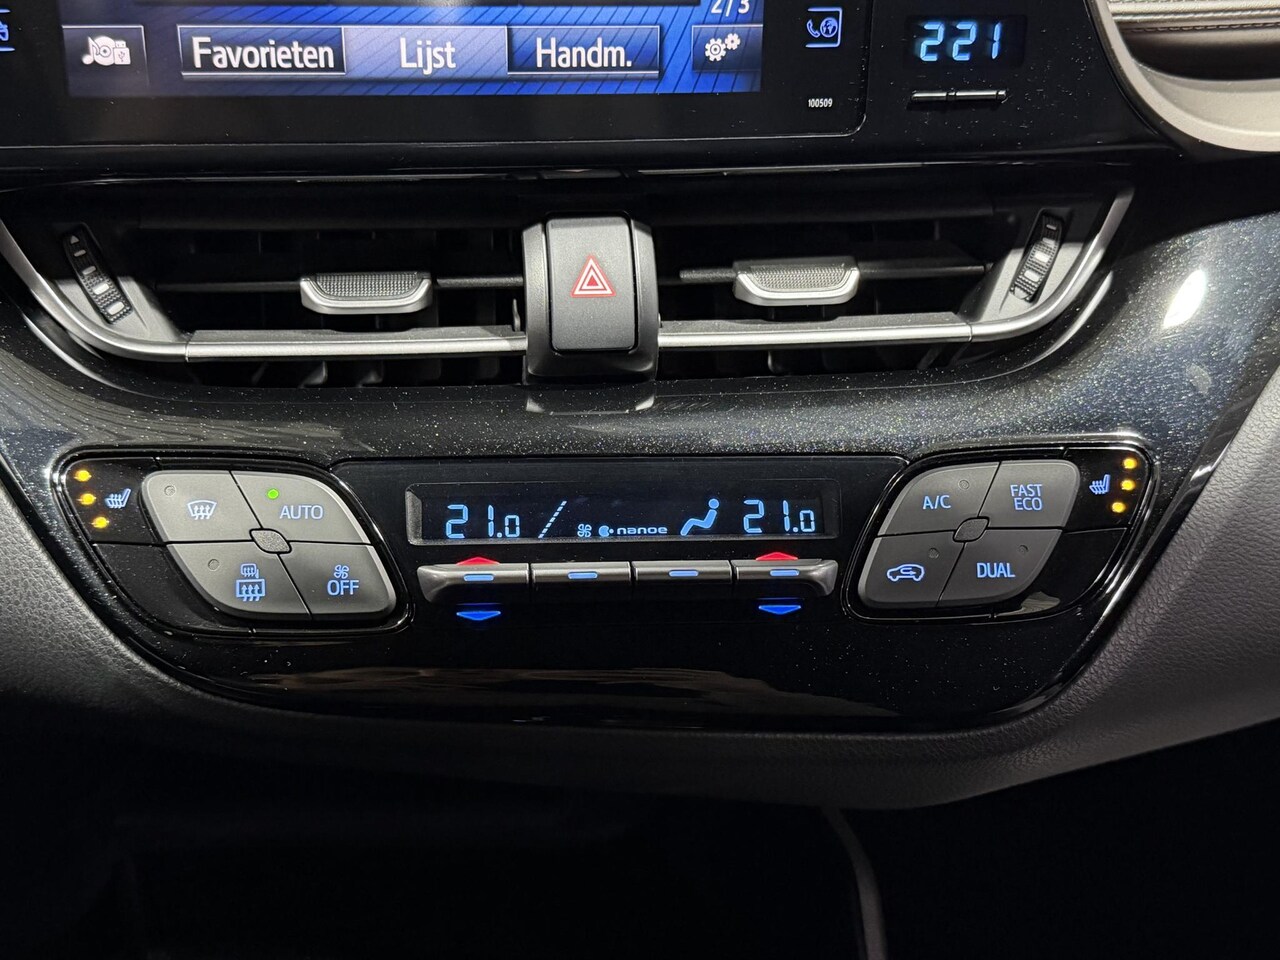 2/3
Favorieten Lijst Handm.
221
100509
AUTO
OFF
21.0 nanoe 21.0
A/C
FAST
ECO
DUAL